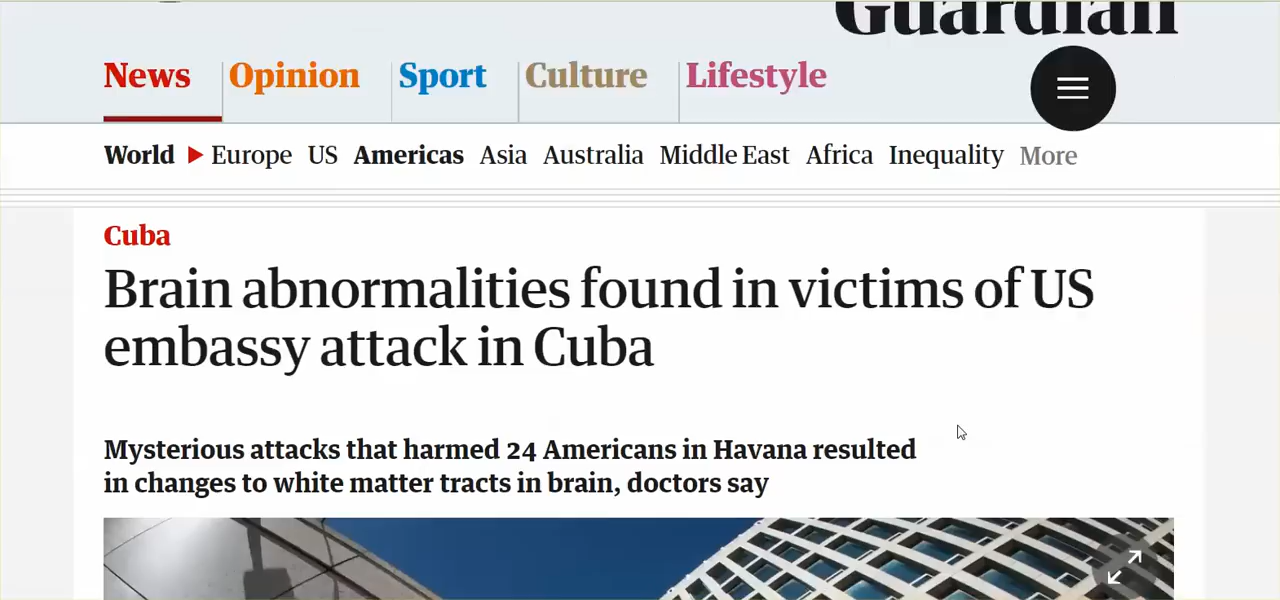 Guardian
News Opinion Sport Culture Lifestyle
World Europe US Americas Asia Australia Middle East Africa Inequality More
Cuba
Brain abnormalities found in victims of US
embassy attack in Cuba
Mysterious attacks that harmed 24 Americans in Havana resulted
in changes to white matter tracts in brain, doctors say